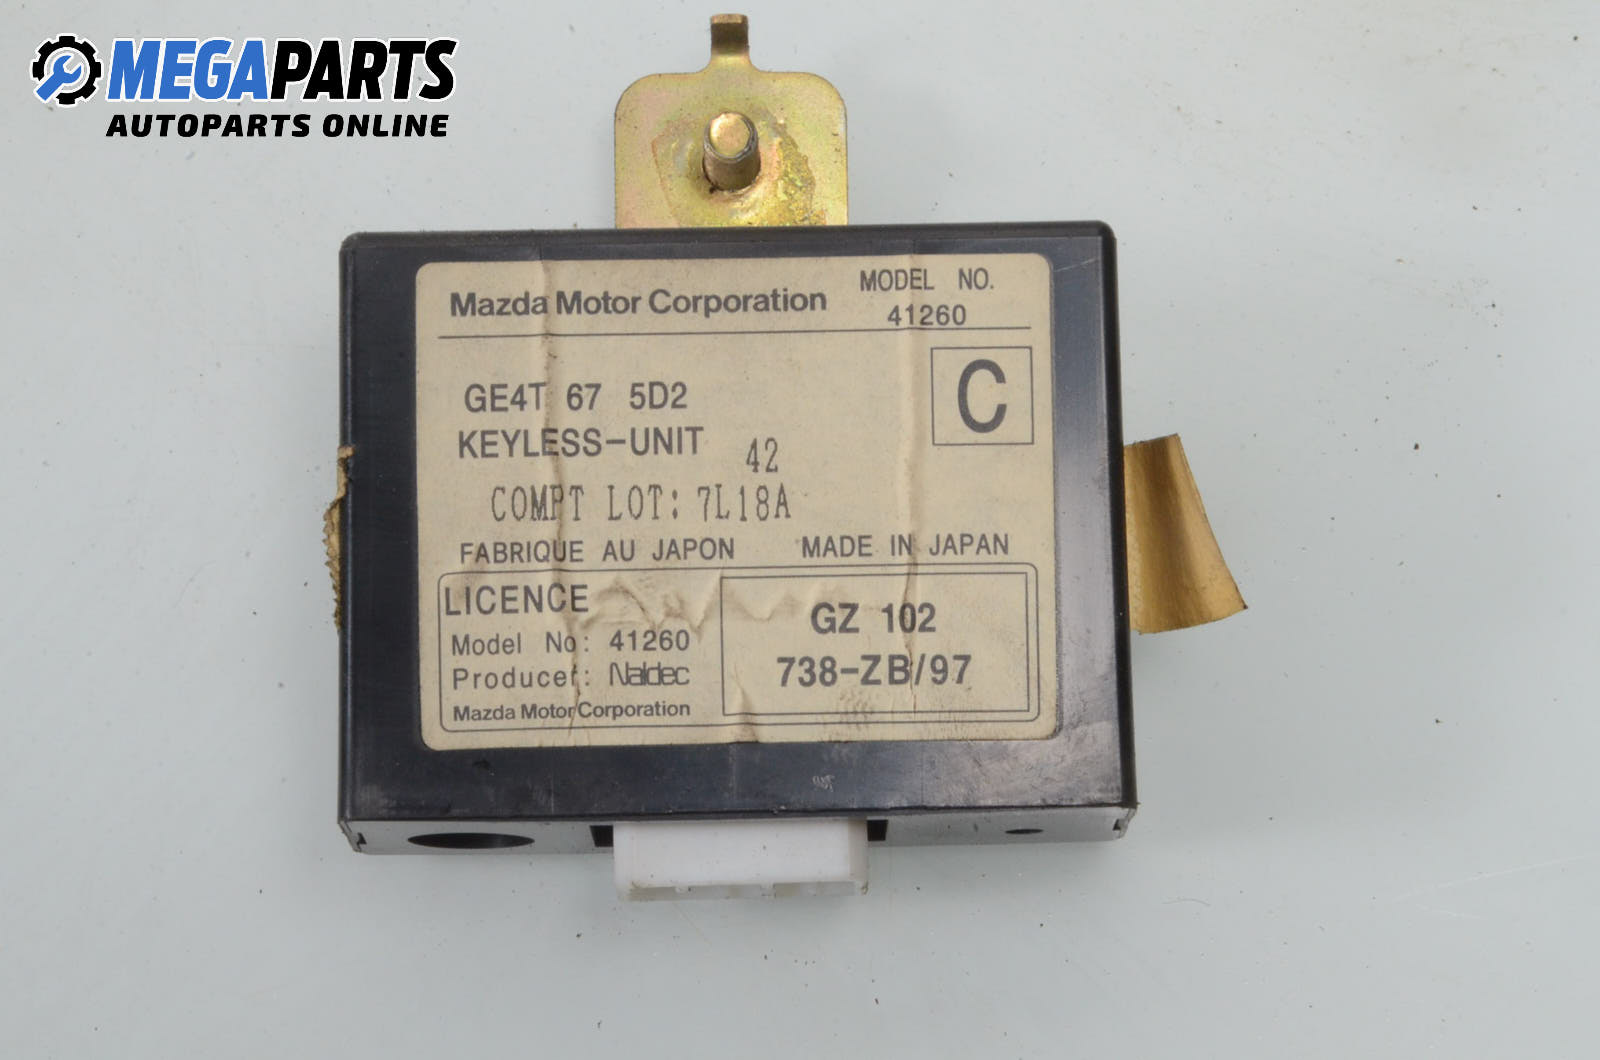 MEGAPARTS
AUTOPARTS ONLINE
Mazda Motor Corporation
MODEL NO.
41260
C
GE4T 67 5D2
KEYLESS-UNIT
42
COMPT LOT: 7L18A
FABRIQUE AU JAPON MADE IN JAPAN
LICENCE
Model No: 41260
Producer: Naldec
Mazda Motor Corporation
GZ 102
738-ZB/97